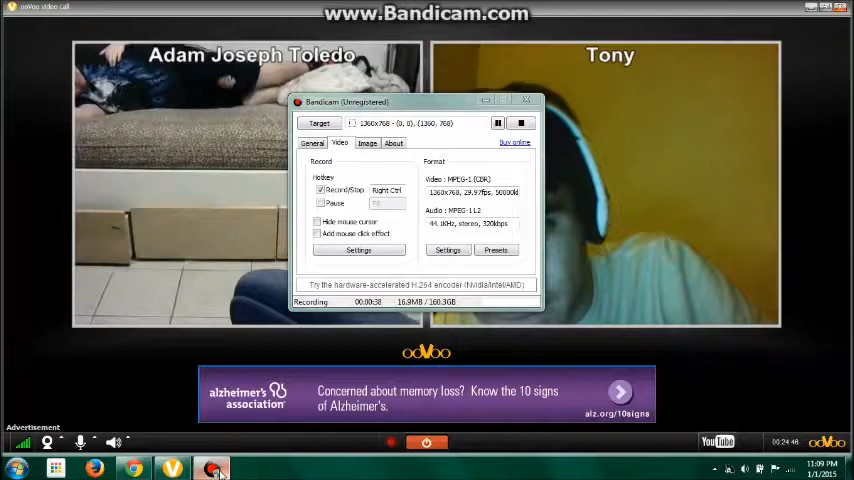 www.Bandicam.com
ooVoo video call
Adam Joseph Toledo
Tony
Bandicam (Unregistered)
Target
1360x768 - (0, 0), (1360, 768)
General
Video
Image
About
Buy online
Record
Hotkey
Record/Stop
Right Ctrl
Pause
F8
Hide mouse cursor
Add mouse click effect
Settings
Format
Video : MPEG-1 (CBR)
1360x768, 29.97fps, 50000k
Audio : MPEG-1 L2
44.1KHz, stereo, 320kbps
Settings
Presets
Try the hardware-accelerated H.264 encoder (Nvidia/Intel/AMD)
Recording
00:00:38
16.9MB / 160.3GB
ooVoo
alzheimer's
association
Concerned about memory loss? Know the 10 signs
of Alzheimer's.
alz.org/10signs
Advertisement
YouTube
00:24:46
ooVoo
11:09 PM
1/1/2015